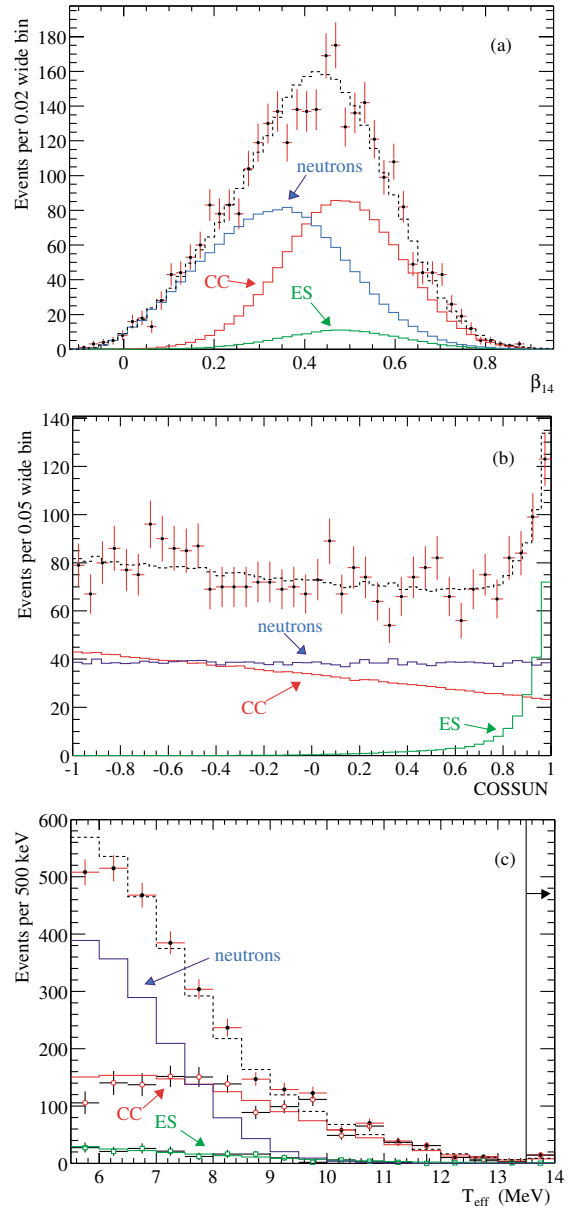 (a)
Events per 0.02 wide bin
180
160
140
120
100
80
60
40
20
0
neutrons
CC
ES
0 0.2 0.4 0.6 0.8
β14
(b)
Events per 0.05 wide bin
140
120
100
80
60
40
20
0
neutrons
CC
ES
-1 -0.8 -0.6 -0.4 -0.2 -0 0.2 0.4 0.6 0.8 1
COSSUN
(c)
Events per 500 keV
600
500
400
300
200
100
0
neutrons
CC
ES
6 7 8 9 10 11 12 13 14
Teff (MeV)